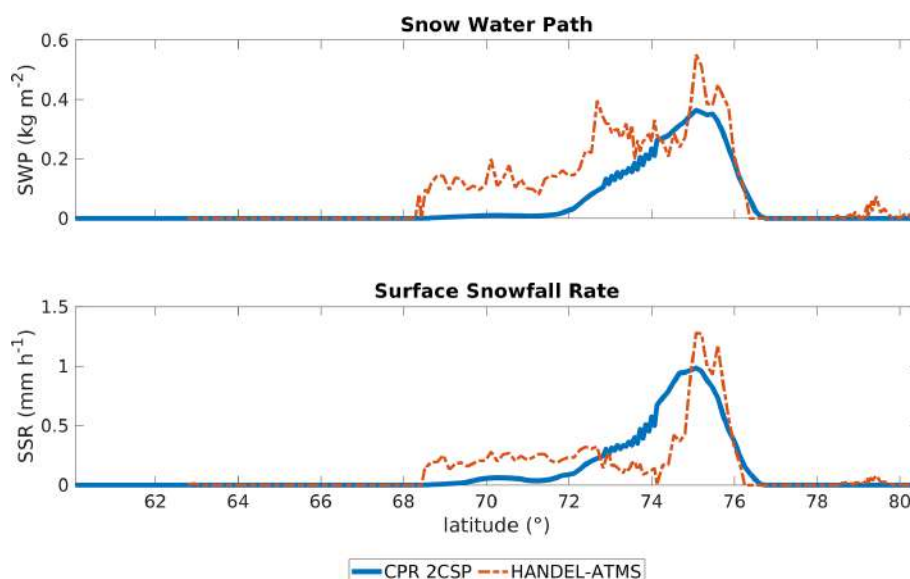 Snow Water Path
0.6
0.4
0.2
0
SWP (kg m⁻²)
Surface Snowfall Rate
1.5
1
0.5
0
SSR (mm h⁻¹)
62 64 66 68 70 72 74 76 78 80
latitude (°)
CPR 2CSP HANDEL-ATMS